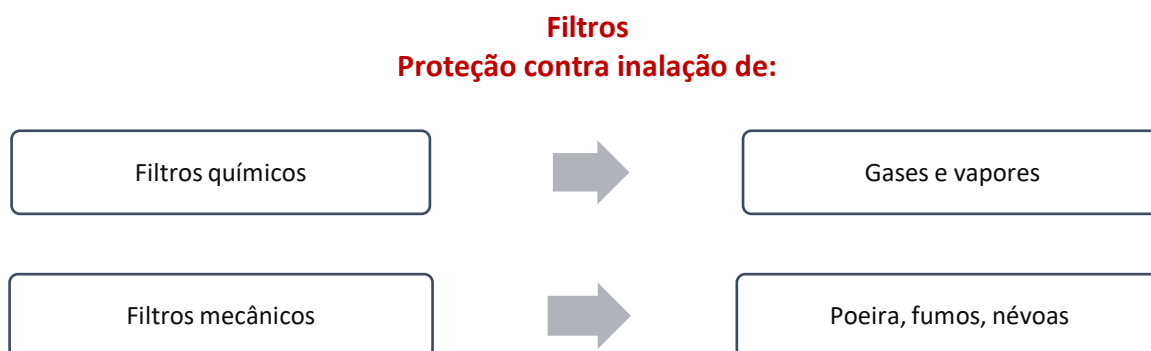 Filtros
Proteção contra inalação de:
Filtros químicos
Gases e vapores
Filtros mecânicos
Poeira, fumos, névoas